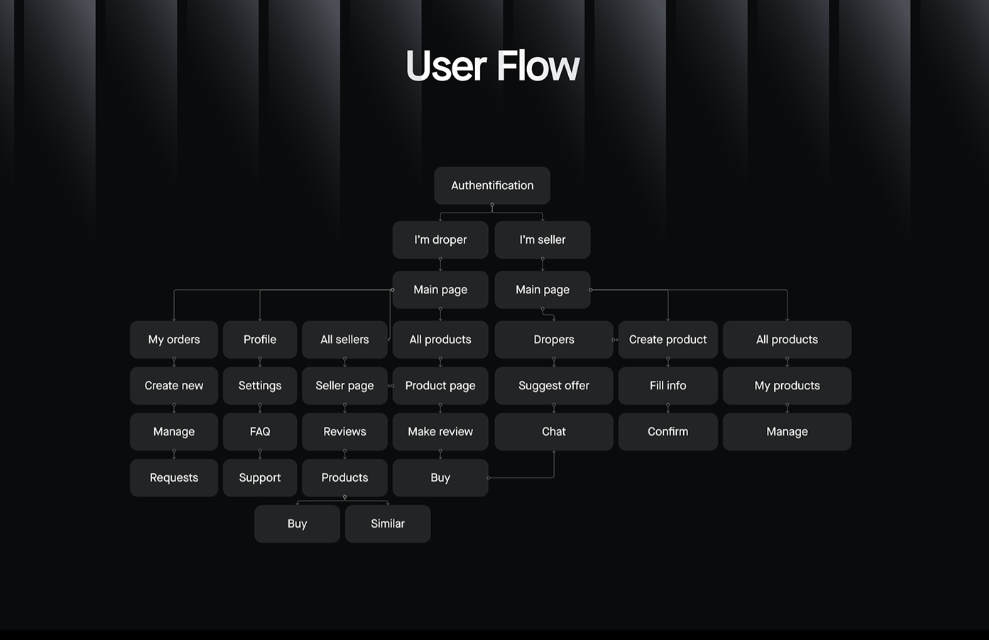 User Flow
Authentification
I'm droper
I'm seller
Main page
Main page
My orders
Profile
All sellers
All products
Dropers
Create product
All products
Create new
Settings
Seller page
Product page
Suggest offer
Fill info
My products
Manage
FAQ
Reviews
Make review
Chat
Confirm
Manage
Requests
Support
Products
Buy
Buy
Similar